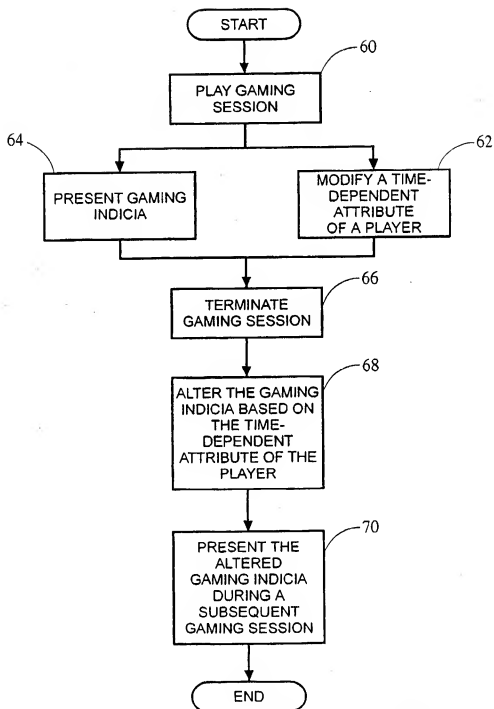 START
60
PLAY GAMING
SESSION
64
62
PRESENT GAMING
INDICIA
MODIFY A TIME-
DEPENDENT
ATTRIBUTE
OF A PLAYER
66
TERMINATE
GAMING SESSION
68
ALTER THE GAMING
INDICIA BASED ON
THE TIME-
DEPENDENT
ATTRIBUTE OF THE
PLAYER
70
PRESENT THE
ALTERED
GAMING INDICIA
DURING A
SUBSEQUENT
GAMING SESSION
END